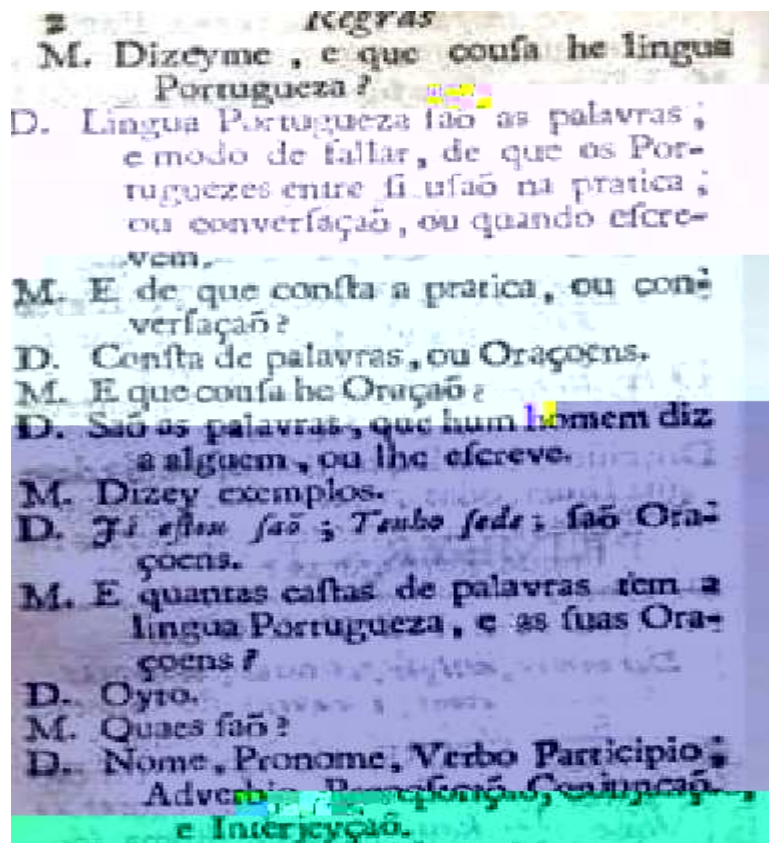 2 Regras
M. Dizeyme , e que couſa he lingua
Portugueza ?
D. Lingua Portugueza ſaõ as palavras ;
e modo de fallar, de que os Por-
tuguezes entre ſi uſaõ na pratica ;
ou converſaçaõ, ou quando eſcre-
vem.
M. E de que conſta a pratica, ou con-
verſaçaõ ?
D. Conſta de palavras, ou Oraçoens.
M. E que couſa he Oraçaõ ?
D. Saõ as palavras, que hum homem diz
a alguem, ou lhe eſcreve.
M. Dizey exemplos.
D. Já eſtou ſaõ ; Tenho ſede ; ſaõ Ora-
çoens.
M. E quantas caſtas de palavras tem a
lingua Portugueza, e as ſuas Ora-
çoens ?
D. Oyto.
M. Quaes ſaõ ?
D. Nome, Pronome, Verbo Participio ;
Adverbio Conjunçaõ,
e Interjeyçaõ.